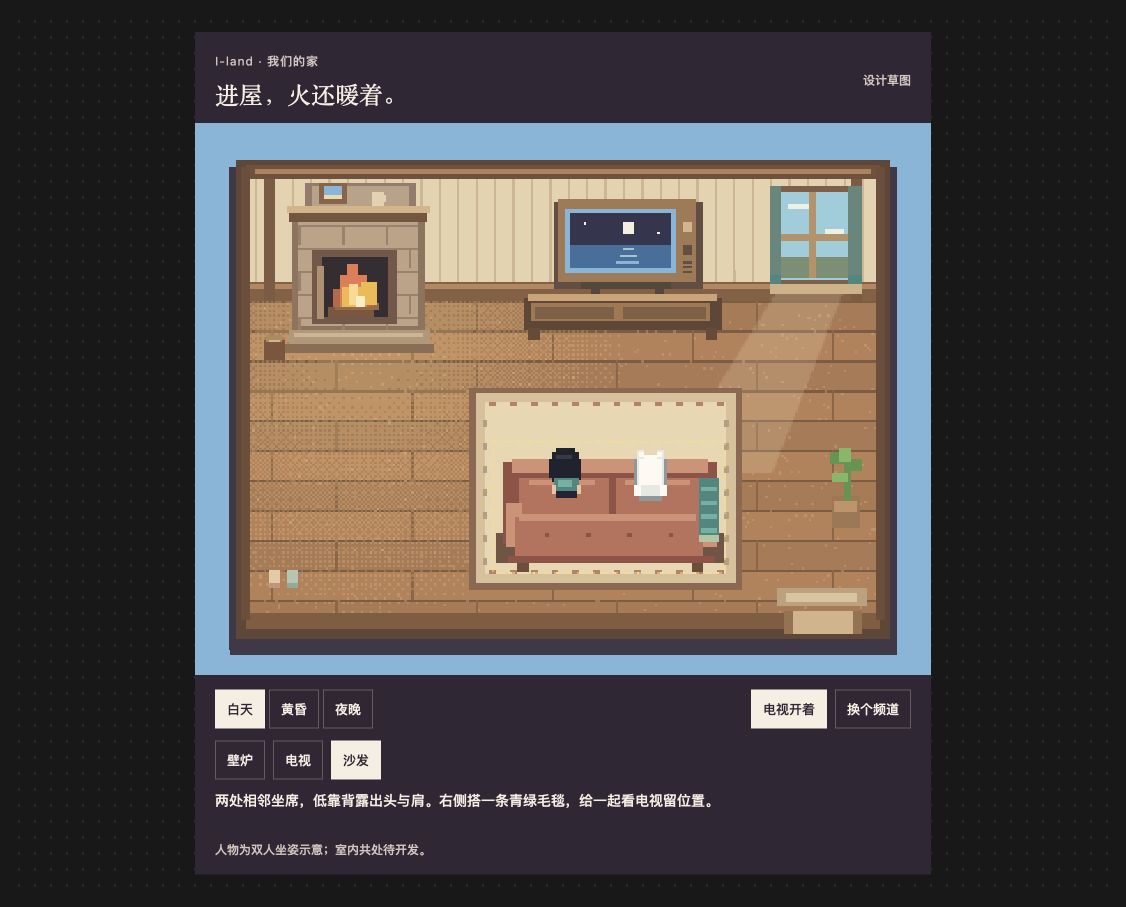 I-land · 我们的家
进屋，火还暖着。
设计草图
白天
黄昏
夜晚
电视开着
换个频道
壁炉
电视
沙发
两处相邻坐席，低靠背露出头与肩。右侧搭一条青绿毛毯，给一起看电视留位置。
人物为双人坐姿示意；室内共处待开发。